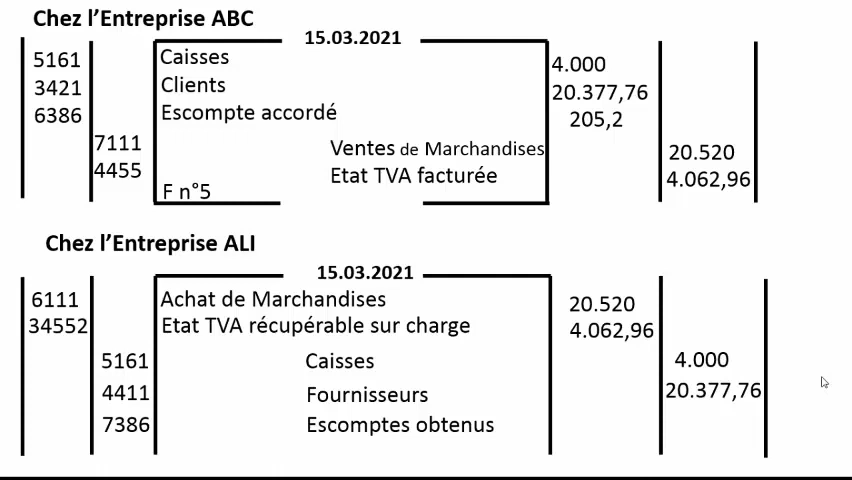 Chez l’Entreprise ABC
15.03.2021
5161 Caisses 4.000
3421 Clients 20.377,76
6386 Escompte accordé 205,2
7111 Ventes de Marchandises 20.520
4455 Etat TVA facturée 4.062,96
F n°5
Chez l’Entreprise ALI
15.03.2021
6111 Achat de Marchandises 20.520
34552 Etat TVA récupérable sur charge 4.062,96
5161 Caisses 4.000
4411 Fournisseurs 20.377,76
7386 Escomptes obtenus